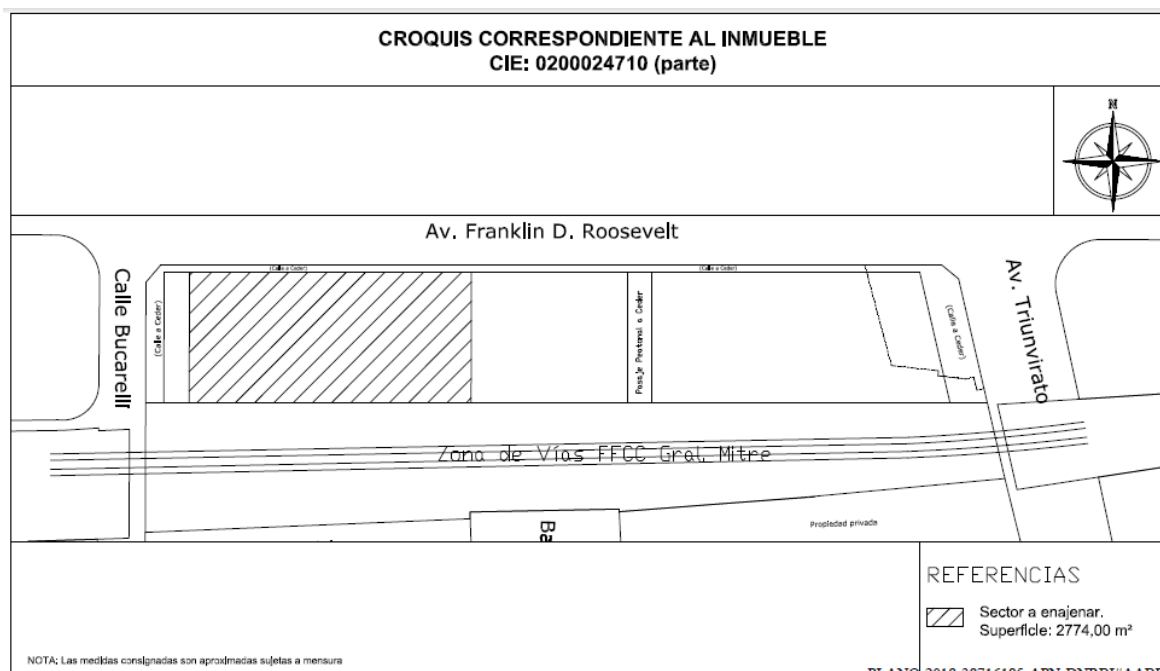 CROQUIS CORRESPONDIENTE AL INMUEBLE
CIE: 0200024710 (parte)
N
Av. Franklin D. Roosevelt
(Calle a Ceder)
(Calle a Ceder)
Calle Bucarelli
(Calle a Ceder)
Pasaje Peatonal a Ceder
(Calle a Ceder)
Av. Triunvirato
Zona de Vías FFCC Gral. Mitre
Ba
Propiedad privada
REFERENCIAS
Sector a enajenar.
Superficie: 2774,00 m²
NOTA: Las medidas consignadas son aproximadas sujetas a mensura